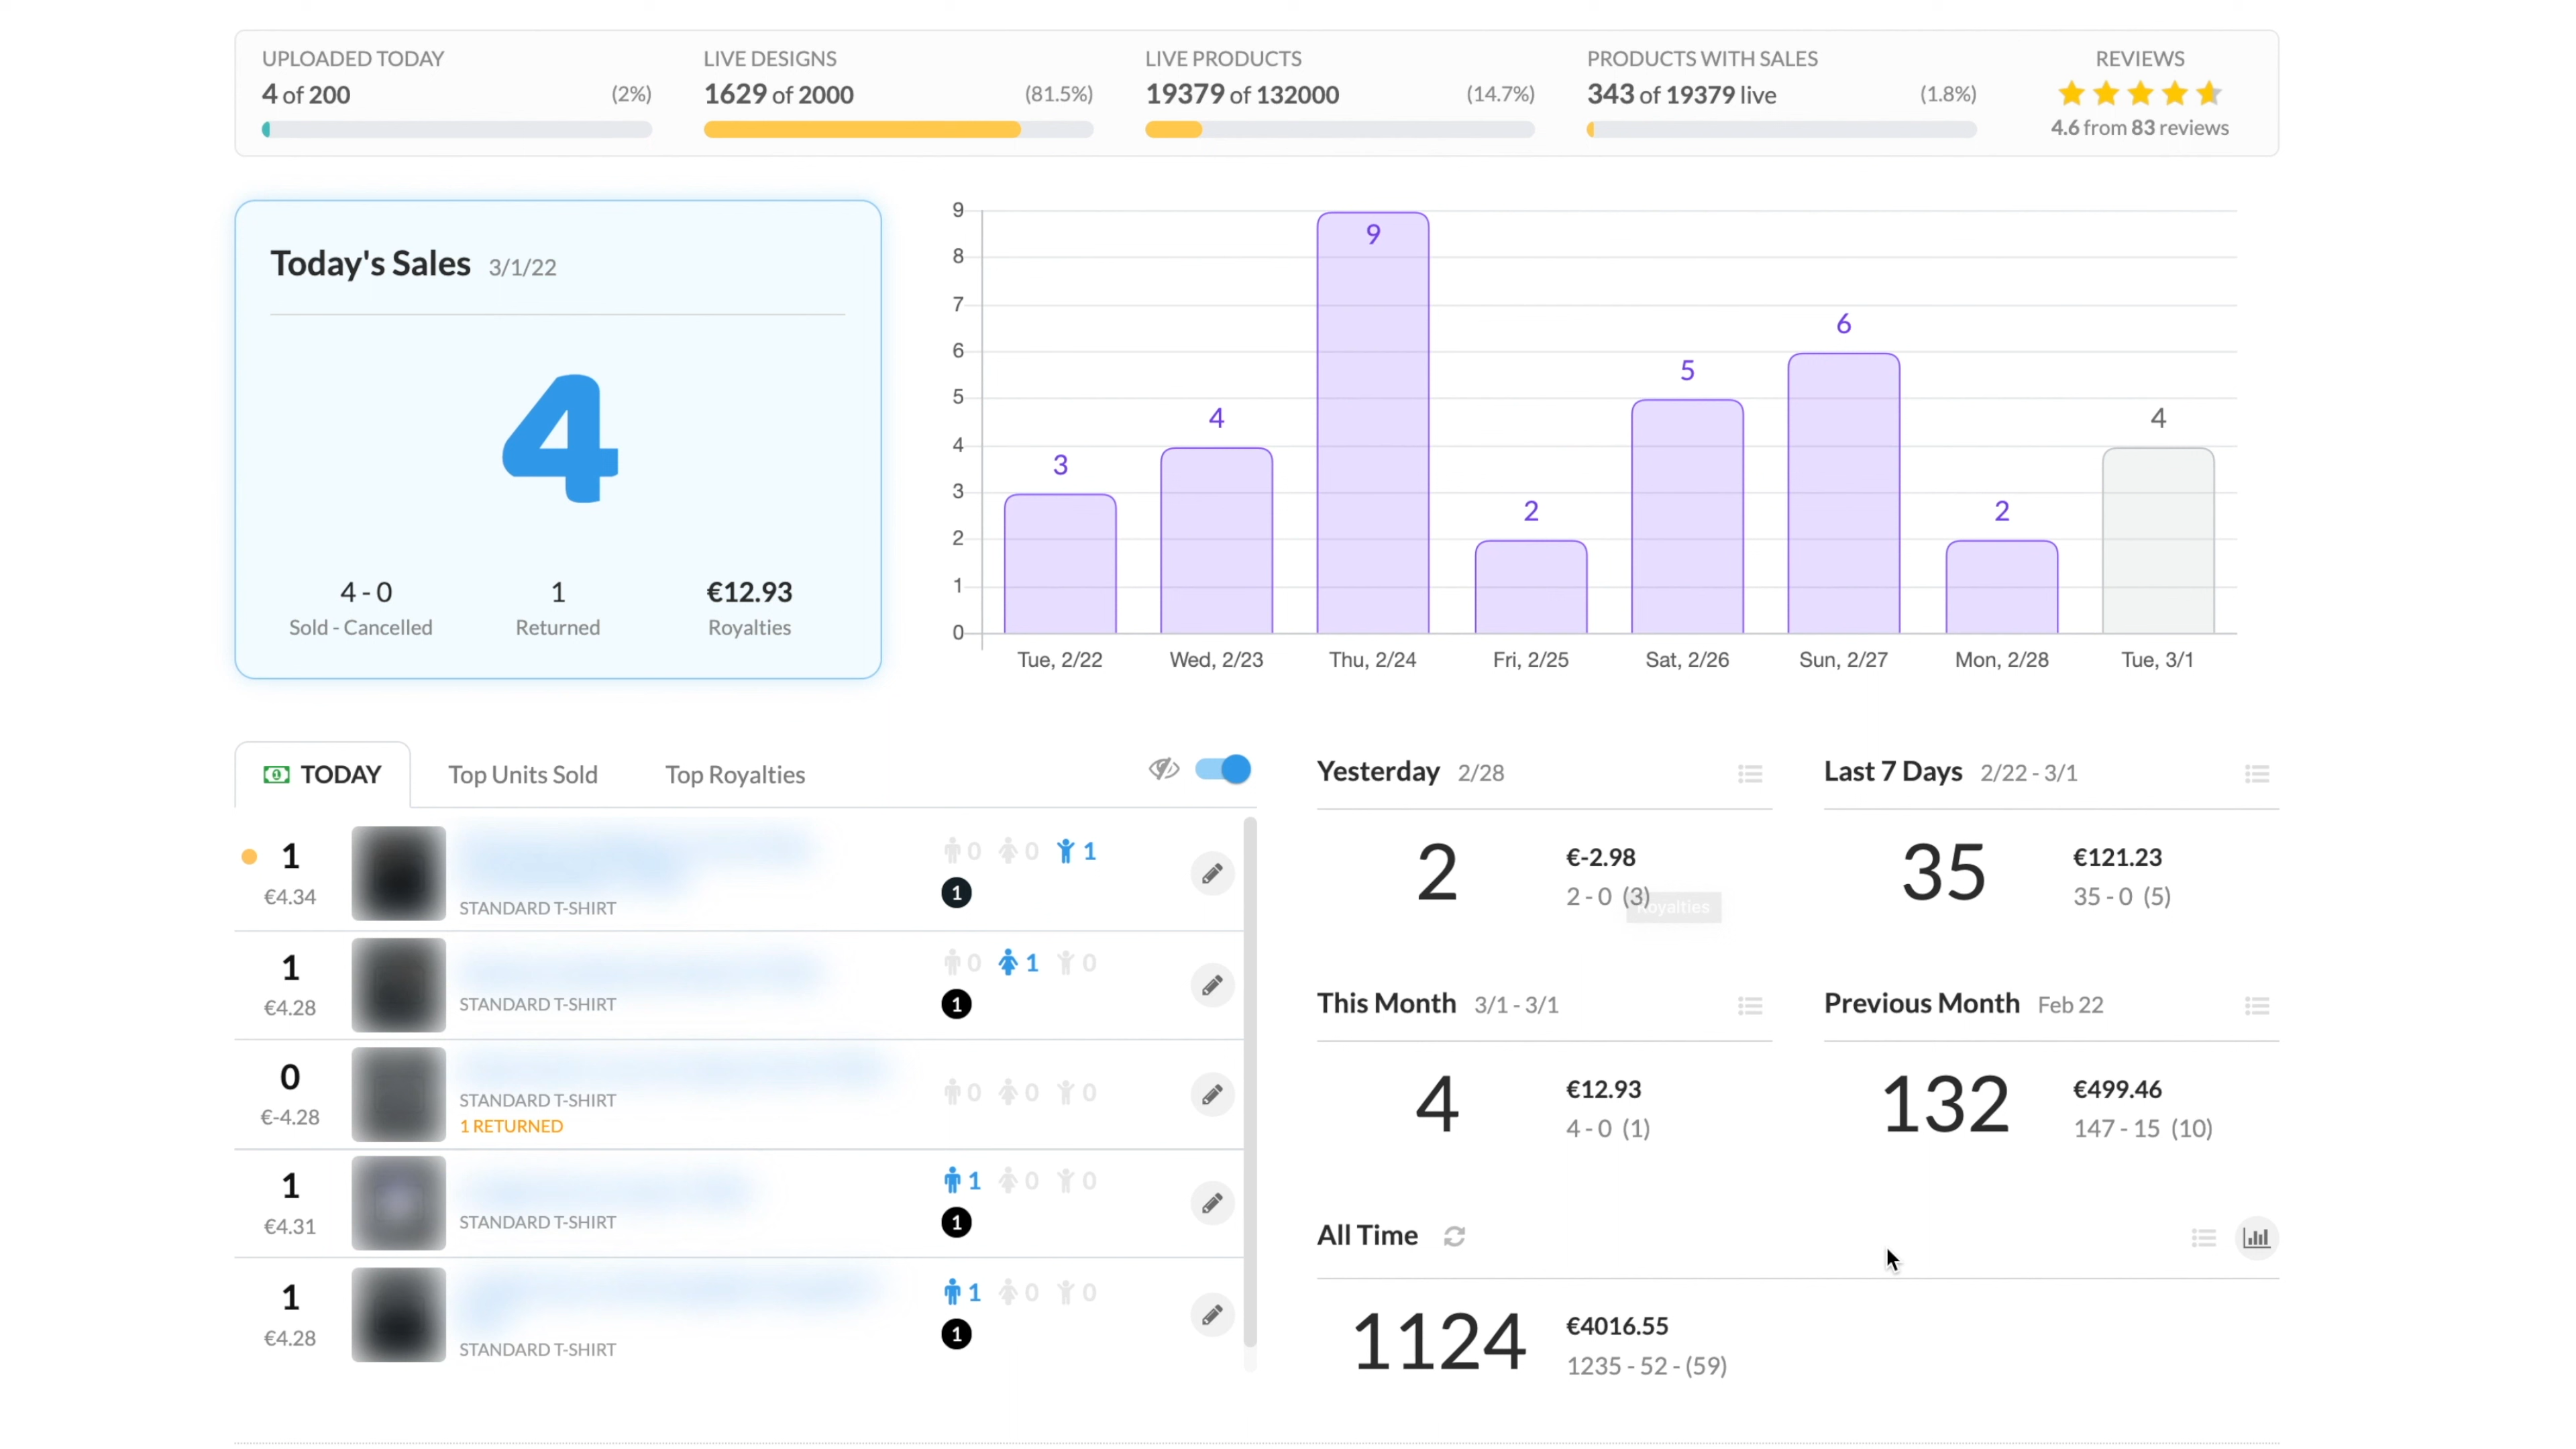 UPLOADED TODAY
4 of 200 (2%)
LIVE DESIGNS
1629 of 2000 (81.5%)
LIVE PRODUCTS
19379 of 132000 (14.7%)
PRODUCTS WITH SALES
343 of 19379 live (1.8%)
REVIEWS
4.6 from 83 reviews
Today's Sales 3/1/22
4
4 - 0
Sold - Cancelled
1
Returned
€12.93
Royalties
9
8
7
6
5
4
3
2
1
0
3
4
9
2
5
6
2
4
Tue, 2/22
Wed, 2/23
Thu, 2/24
Fri, 2/25
Sat, 2/26
Sun, 2/27
Mon, 2/28
Tue, 3/1
TODAY
Top Units Sold
Top Royalties
1
€4.34
STANDARD T-SHIRT
0 0 1
1
1
€4.28
STANDARD T-SHIRT
0 1 0
1
0
€-4.28
STANDARD T-SHIRT
1 RETURNED
0 0 0
1
€4.31
STANDARD T-SHIRT
1 0 0
1
1
€4.28
STANDARD T-SHIRT
1 0 0
1
Yesterday 2/28
2
€-2.98
2 - 0 (3)
Royalties
Last 7 Days 2/22 - 3/1
35
€121.23
35 - 0 (5)
This Month 3/1 - 3/1
4
€12.93
4 - 0 (1)
Previous Month Feb 22
132
€499.46
147 - 15 (10)
All Time
1124
€4016.55
1235 - 52 - (59)